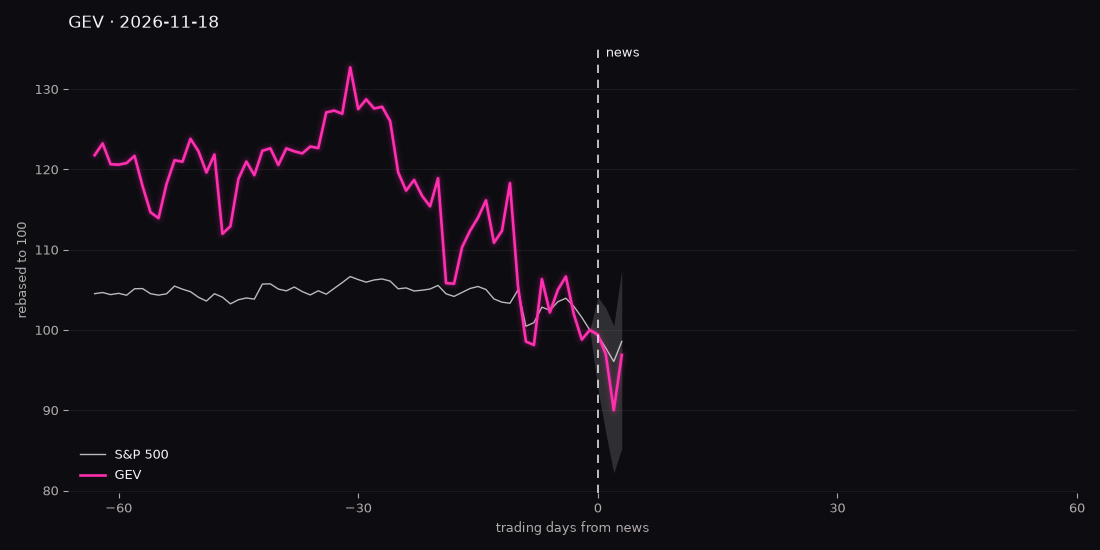 GEV · 2026-11-18
news
130
120
110
100
90
80
rebased to 100
S&P 500
GEV
−60
−30
0
30
60
trading days from news